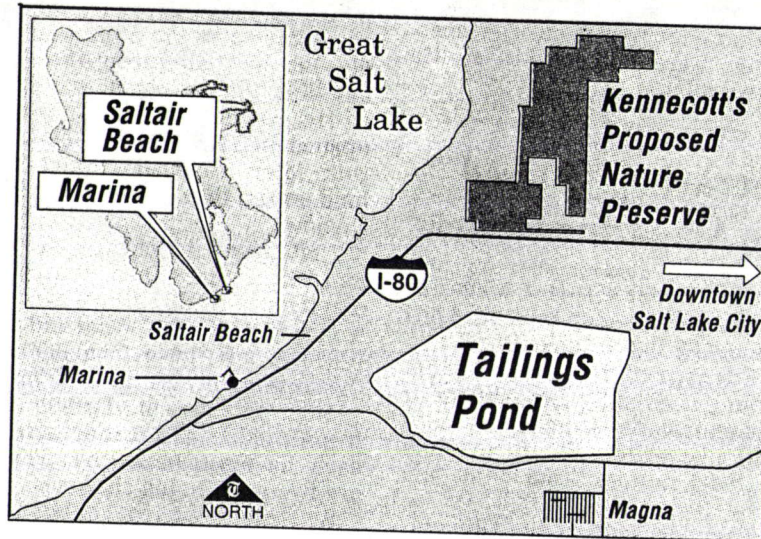 Great
Salt
Lake
Saltair
Beach
Marina
Kennecott's
Proposed
Nature
Preserve
I-80
Downtown
Salt Lake City
Saltair Beach
Marina
Tailings
Pond
T
NORTH
Magna